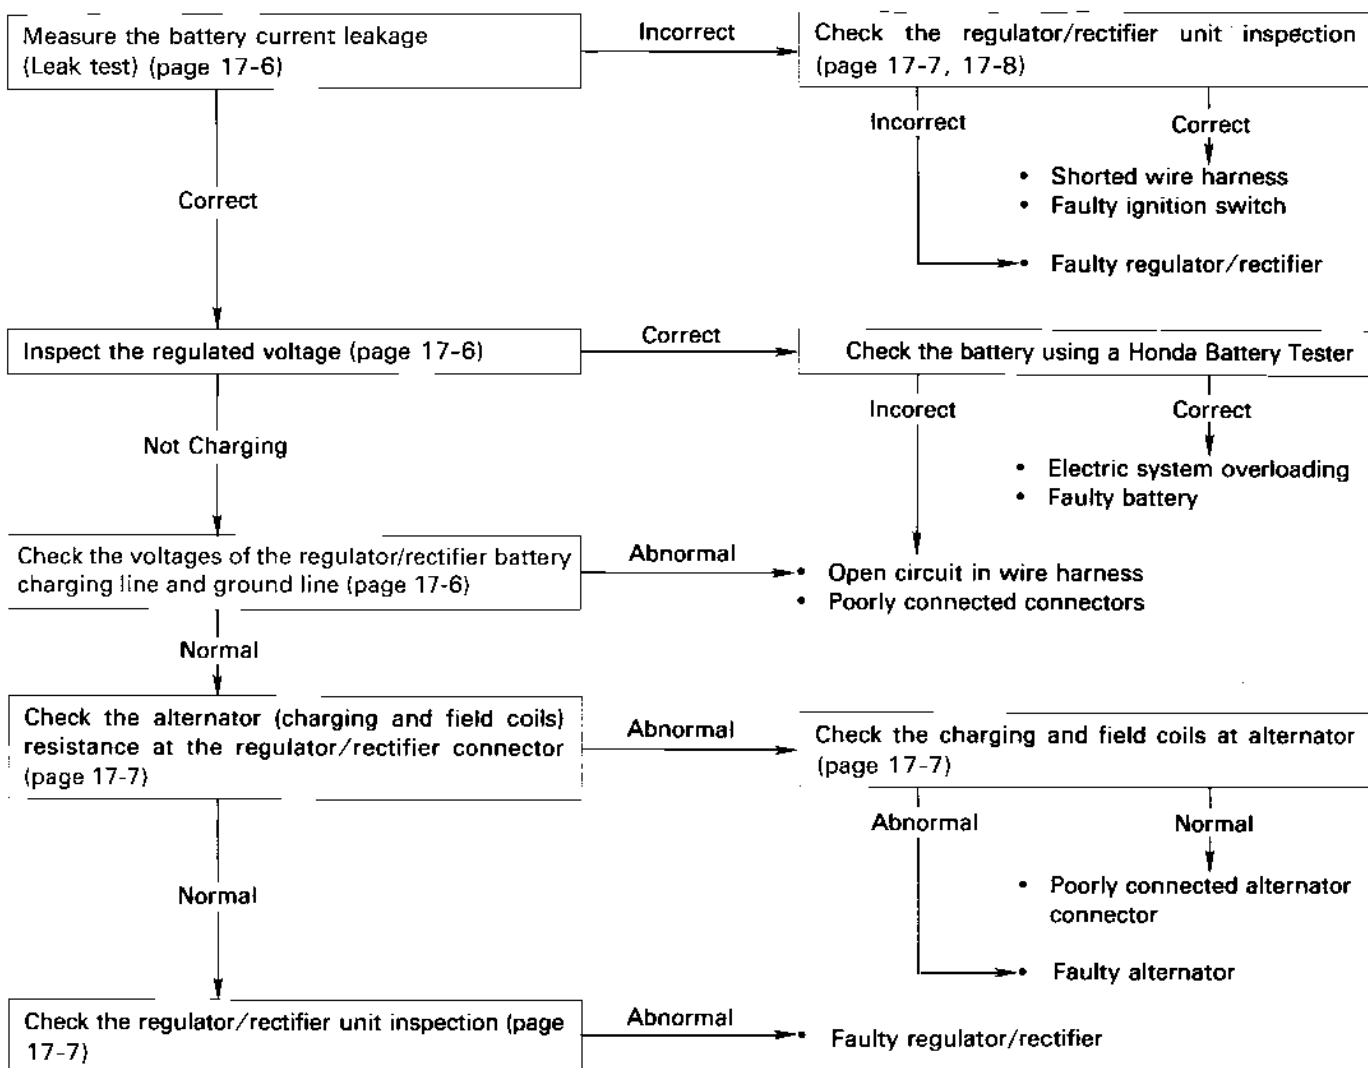 Measure the battery current leakage
(Leak test) (page 17-6)
Incorrect
Check the regulator/rectifier unit inspection
(page 17-7, 17-8)
Incorrect
Correct
• Shorted wire harness
• Faulty ignition switch
• Faulty regulator/rectifier
Correct
Inspect the regulated voltage (page 17-6)
Correct
Check the battery using a Honda Battery Tester
Incorect
Correct
• Electric system overloading
• Faulty battery
Not Charging
Check the voltages of the regulator/rectifier battery
charging line and ground line (page 17-6)
Abnormal
• Open circuit in wire harness
• Poorly connected connectors
Normal
Check the alternator (charging and field coils)
resistance at the regulator/rectifier connector
(page 17-7)
Abnormal
Check the charging and field coils at alternator
(page 17-7)
Abnormal
Normal
• Poorly connected alternator
connector
• Faulty alternator
Normal
Check the regulator/rectifier unit inspection (page
17-7)
Abnormal
• Faulty regulator/rectifier